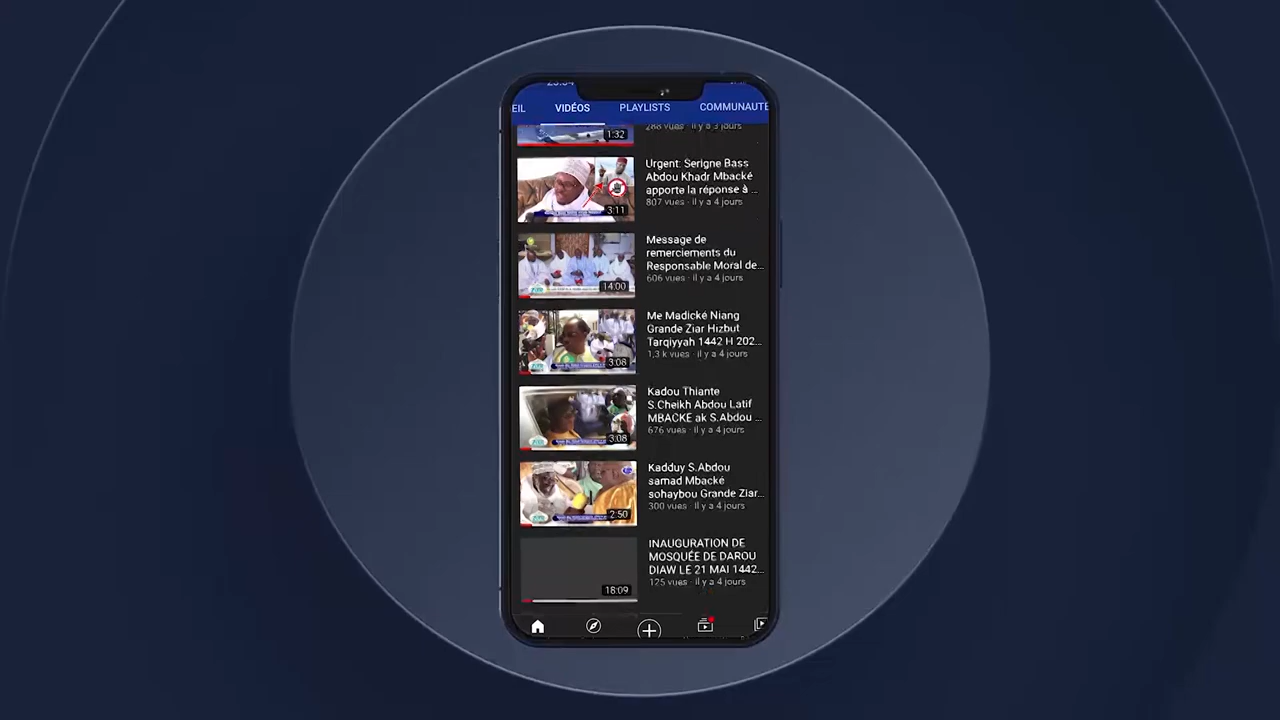 EIL VIDÉOS PLAYLISTS COMMUNAUTÉ
288 vues · il y a 3 jours
1:32
Urgent: Serigne Bass
Abdou Khadr Mbacké
apporte la réponse à ...
807 vues · il y a 4 jours
3:11
Message de
remerciements du
Responsable Moral de...
606 vues · il y a 4 jours
14:00
Me Madické Niang
Grande Ziar Hizbut
Tarqiyyah 1442 H 202...
1,3 k vues · il y a 4 jours
3:08
Kadou Thiante
S.Cheikh Abdou Latif
MBACKE ak S.Abdou ...
676 vues · il y a 4 jours
3:08
Kadduy S.Abdou
samad Mbacké
sohaybou Grande Ziar...
300 vues · il y a 4 jours
2:50
INAUGURATION DE
MOSQUÉE DE DAROU
DIAW LE 21 MAI 1442...
125 vues · il y a 4 jours
18:09